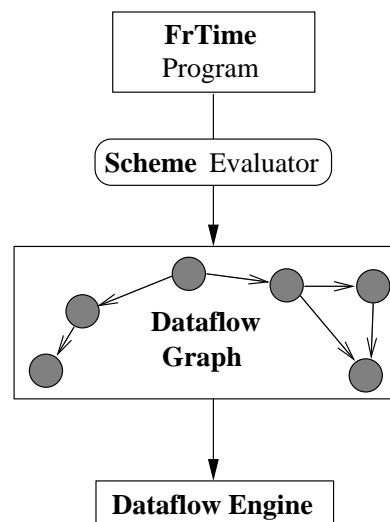 FrTime
Program
Scheme Evaluator
Dataflow
Graph
Dataflow Engine